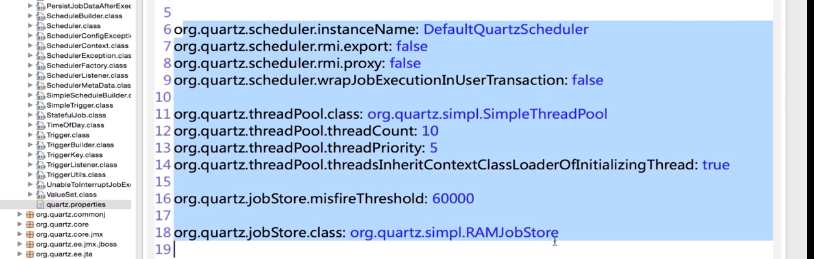 PersistJobDataAfterExec
ScheduleBuilder.class
Scheduler.class
SchedulerConfigExcepti
SchedulerContext.class
SchedulerException.clas
SchedulerFactory.class
SchedulerListener.class
SchedulerMetaData.class
SimpleScheduleBuilder.c
SimpleTrigger.class
StatefulJob.class
TimeOfDay.class
Trigger.class
TriggerBuilder.class
TriggerKey.class
TriggerListener.class
TriggerUtils.class
UnableToInterruptJobEx
ValueSet.class
quartz.properties
org.quartz.commonj
org.quartz.core
org.quartz.core.jmx
org.quartz.ee.jmx.jboss
org.quartz.ee.jta
5
6 org.quartz.scheduler.instanceName: DefaultQuartzScheduler
7 org.quartz.scheduler.rmi.export: false
8 org.quartz.scheduler.rmi.proxy: false
9 org.quartz.scheduler.wrapJobExecutionInUserTransaction: false
10
11 org.quartz.threadPool.class: org.quartz.simpl.SimpleThreadPool
12 org.quartz.threadPool.threadCount: 10
13 org.quartz.threadPool.threadPriority: 5
14 org.quartz.threadPool.threadsInheritContextClassLoaderOfInitializingThread: true
15
16 org.quartz.jobStore.misfireThreshold: 60000
17
18 org.quartz.jobStore.class: org.quartz.simpl.RAMJobStore
19